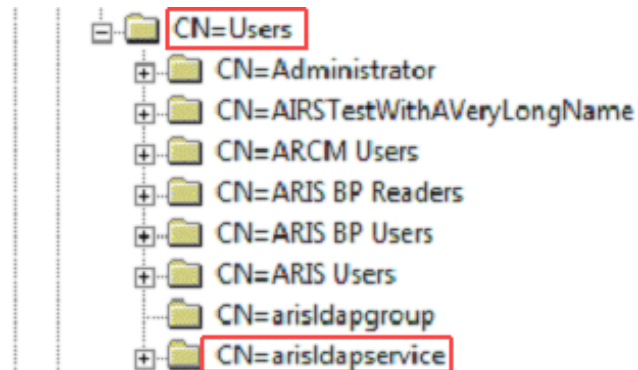 CN=Users
CN=Administrator
CN=AIRSTestWithAVeryLongName
CN=ARCM Users
CN=ARIS BP Readers
CN=ARIS BP Users
CN=ARIS Users
CN=arisldapgroup
CN=arisldapservice